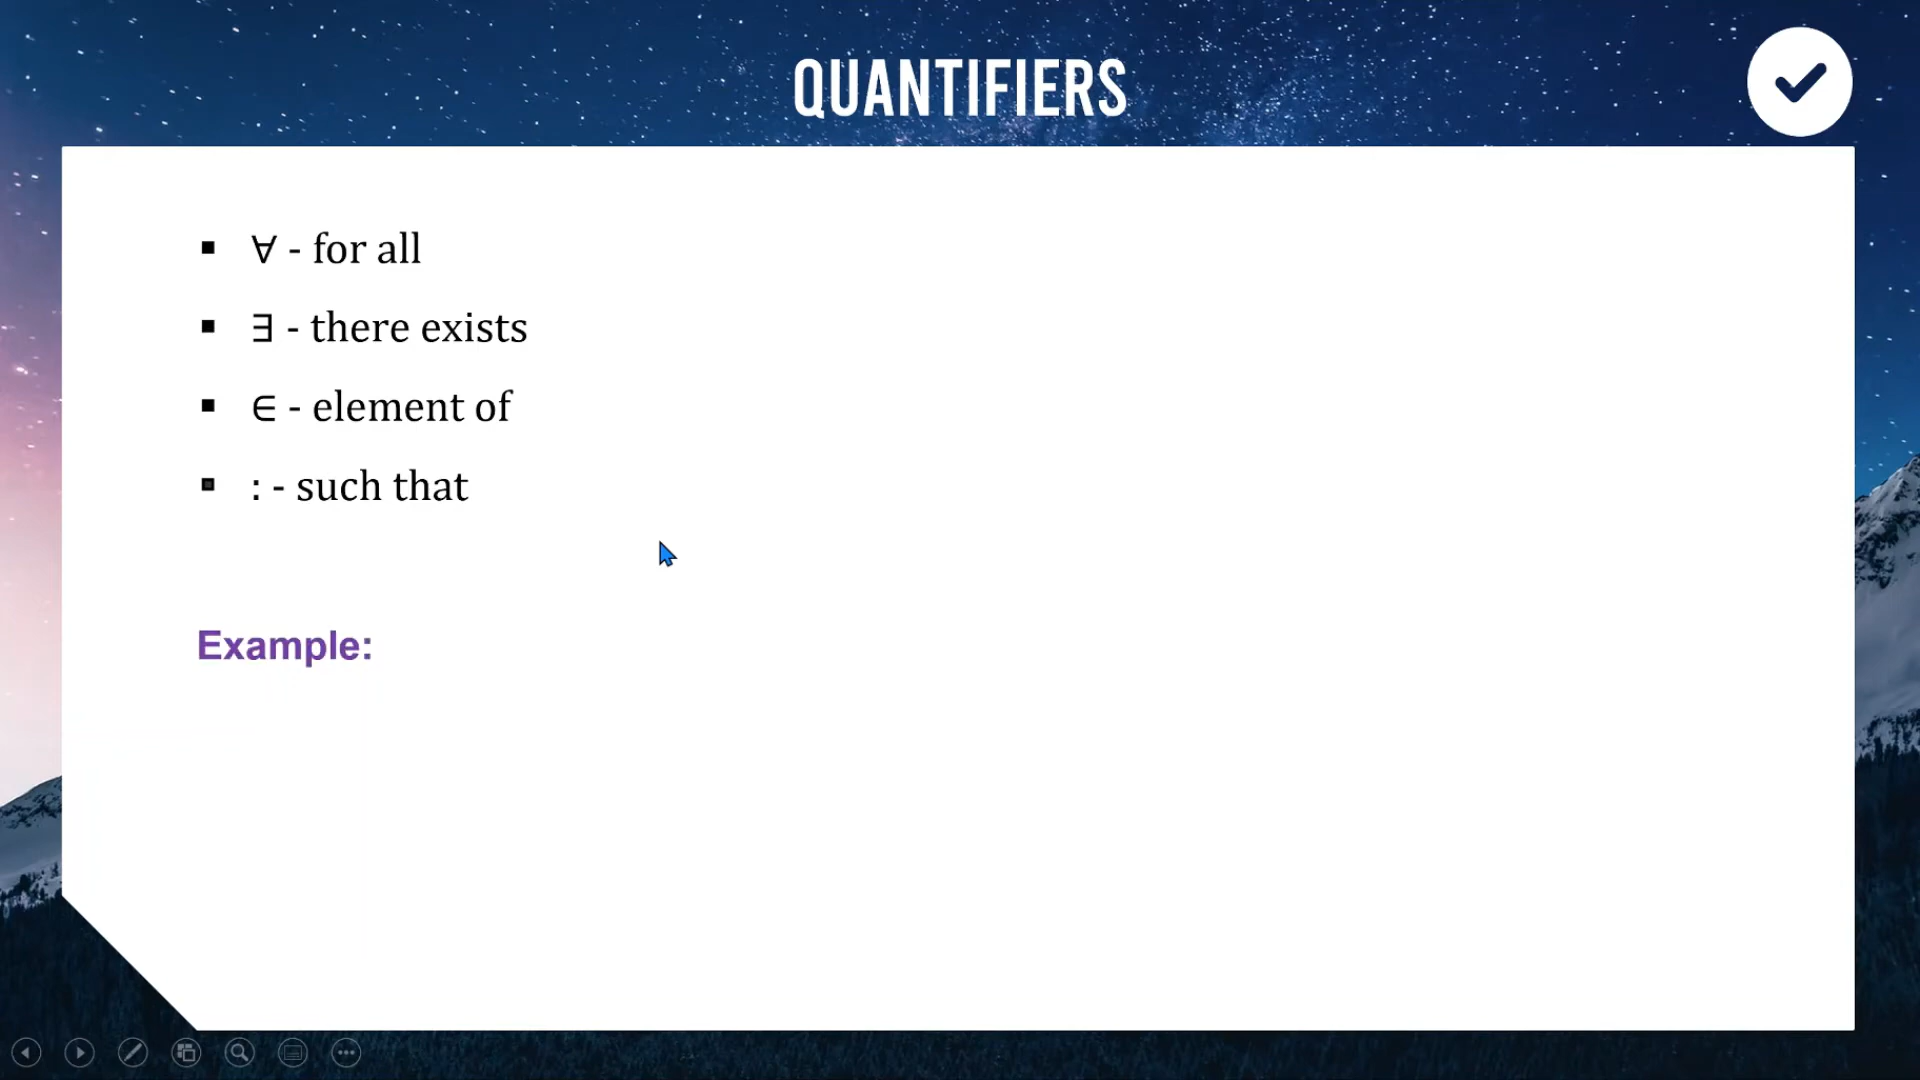 QUANTIFIERS
▪ ∀ - for all
▪ ∃ - there exists
▪ ∈ - element of
▪ : - such that
Example: